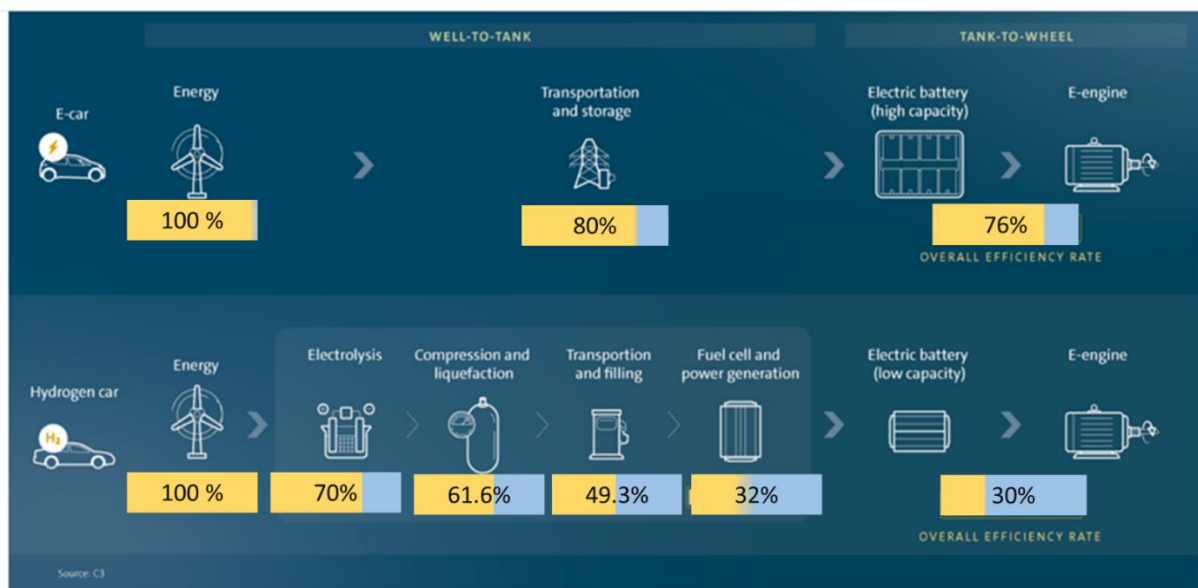 WELL-TO-TANK
TANK-TO-WHEEL
E-car
Energy
Transportation
and storage
Electric battery
(high capacity)
E-engine
100 %
80%
76%
OVERALL EFFICIENCY RATE
Hydrogen car
H₂
Energy
Electrolysis
Compression and
liquefaction
Transportion
and filling
Fuel cell and
power generation
Electric battery
(low capacity)
E-engine
100 %
70%
61.6%
49.3%
32%
30%
OVERALL EFFICIENCY RATE
Source: C3